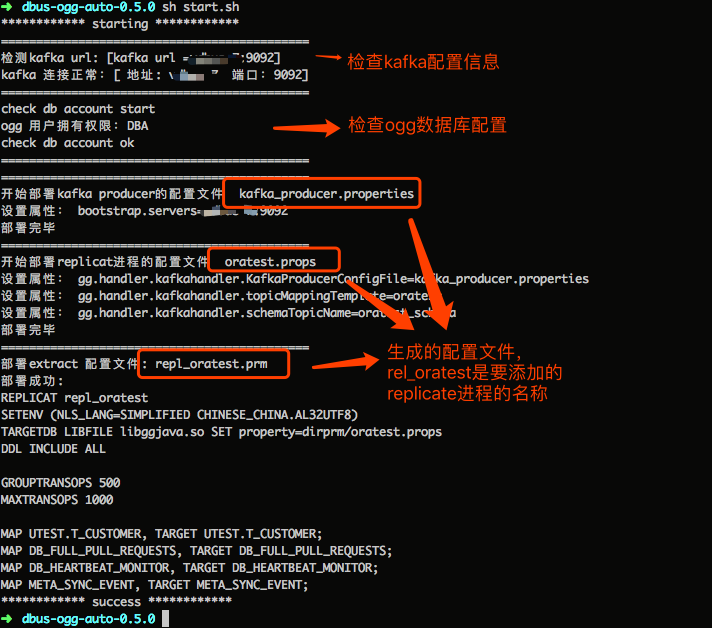 → dbus-ogg-auto-0.5.0 sh start.sh
************ starting ************
==========================================
检测kafka url: [kafka url = :9092]
kafka 连接正常: [ 地址: 端口: 9092]
检查kafka配置信息
==========================================
check db account start
ogg 用户拥有权限: DBA
check db account ok
检查ogg数据库配置
==========================================
==========================================
开始部署kafka producer的配置文件 kafka_producer.properties
设置属性: bootstrap.servers= 9092
部署完毕
==========================================
开始部署replicat进程的配置文件 oratest.props
设置属性: gg.handler.kafkahandler.KafkaProducerConfigFile=kafka_producer.properties
设置属性: gg.handler.kafkahandler.topicMappingTemplate=oratest
设置属性: gg.handler.kafkahandler.schemaTopicName=oratest_schema
部署完毕
==========================================
部署extract 配置文件: repl_oratest.prm
部署成功:
生成的配置文件,
rel_oratest是要添加的
replicate进程的名称
REPLICAT repl_oratest
SETENV (NLS_LANG=SIMPLIFIED CHINESE_CHINA.AL32UTF8)
TARGETDB LIBFILE libggjava.so SET property=dirprm/oratest.props
DDL INCLUDE ALL
GROUPTRANSOPS 500
MAXTRANSOPS 1000
MAP UTEST.T_CUSTOMER, TARGET UTEST.T_CUSTOMER;
MAP DB_FULL_PULL_REQUESTS, TARGET DB_FULL_PULL_REQUESTS;
MAP DB_HEARTBEAT_MONITOR, TARGET DB_HEARTBEAT_MONITOR;
MAP META_SYNC_EVENT, TARGET META_SYNC_EVENT;
************ success ************
→ dbus-ogg-auto-0.5.0